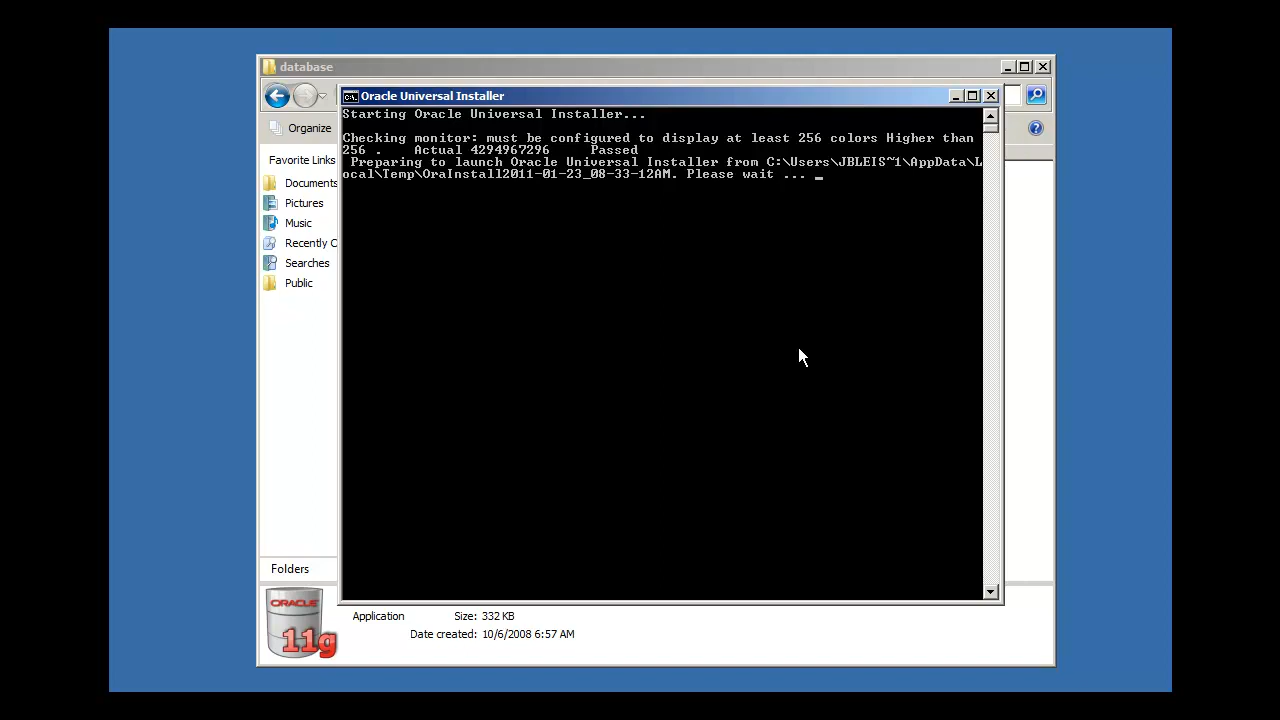 database
Oracle Universal Installer
Organize
Favorite Links
Documents
Pictures
Music
Recently C
Searches
Public
Folders
Starting Oracle Universal Installer...
Checking monitor: must be configured to display at least 256 colors Higher than
256 .    Actual 4294967296     Passed
Preparing to launch Oracle Universal Installer from C:\Users\JBLEIS~1\AppData\L
ocal\Temp\OraInstall2011-01-23_08-33-12AM. Please wait ... _
ORACLE
11g
Application
Size: 332 KB
Date created: 10/6/2008 6:57 AM